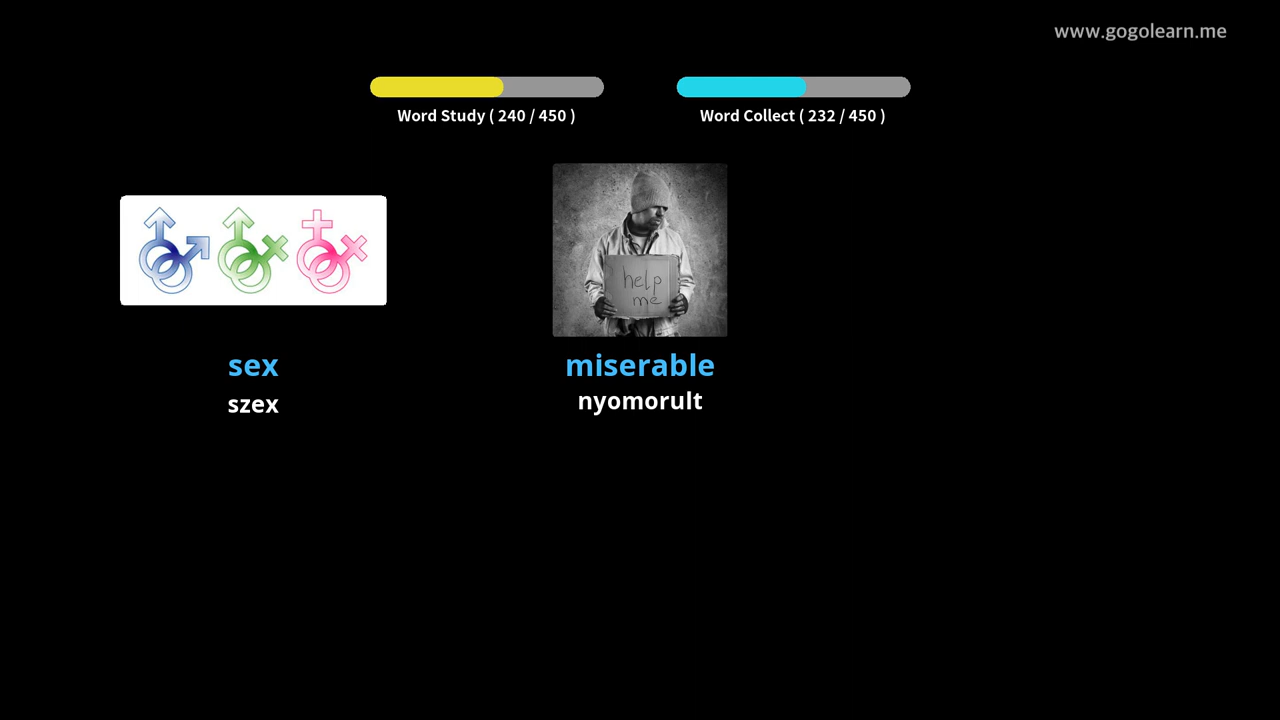 www.gogolearn.me
Word Study ( 240 / 450 )
Word Collect ( 232 / 450 )
help
me
sex
szex
miserable
nyomorult